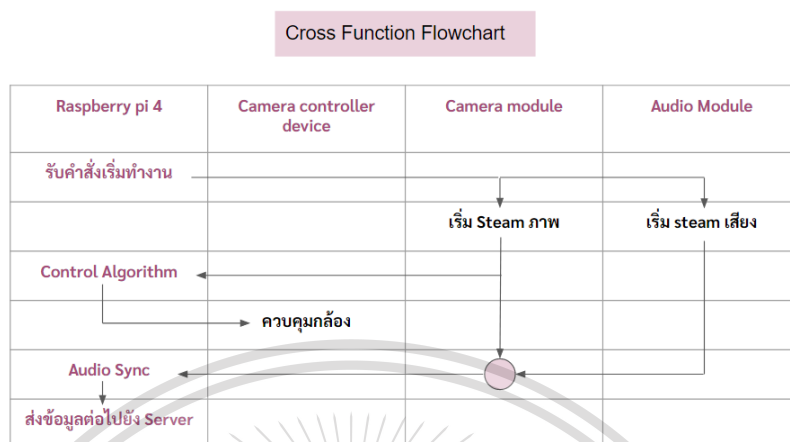 Cross Function Flowchart
Raspberry pi 4
Camera controller
device
Camera module
Audio Module
รับคำสั่งเริ่มทำงาน
เริ่ม Steam ภาพ
เริ่ม steam เสียง
Control Algorithm
ควบคุมกล้อง
Audio Sync
ส่งข้อมูลต่อไปยัง Server